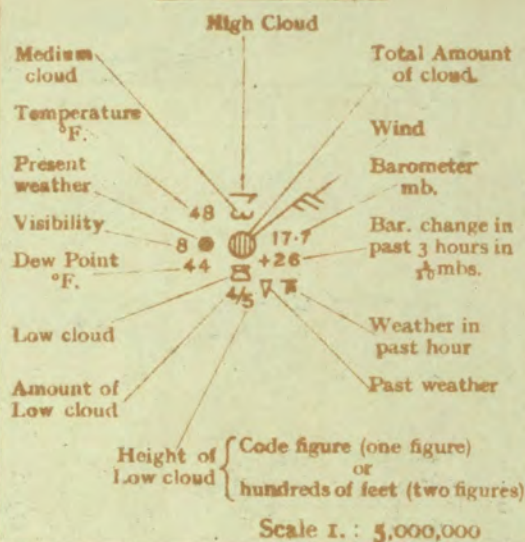 High Cloud
Medium
cloud
Total Amount
of cloud.
Temperature
°F.
Wind
Present
weather
Barometer
mb.
48
Visibility
8
17·7
Bar. change in
past 3 hours in
mbs.
Dew Point
°F.
44
+26
4/5
Low cloud
Weather in
past hour
Amount of
Low cloud
Past weather
Height of
Low cloud
Code figure (one figure)
or
hundreds of feet (two figures)
Scale 1. : 5,000,000